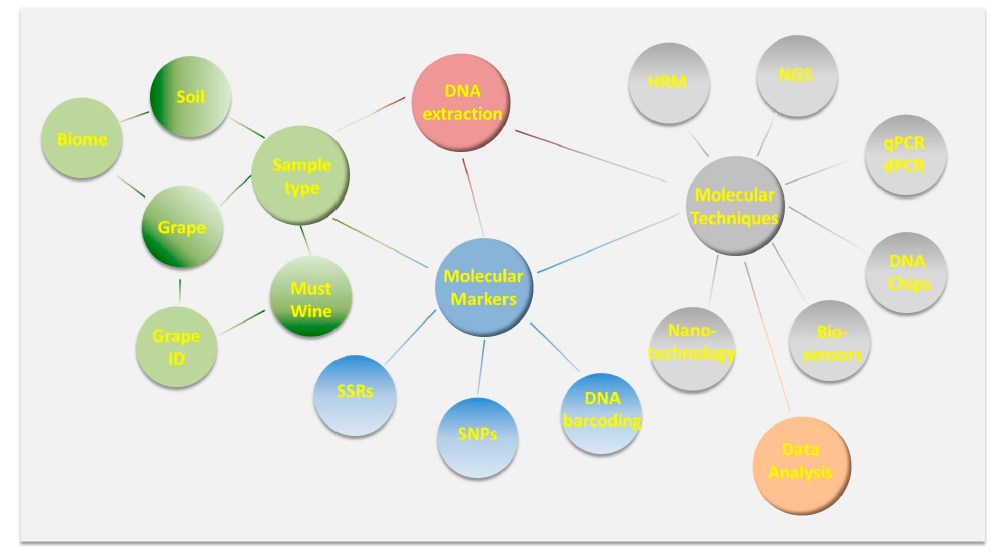 Soil
Biome
Grape
Sample
type
Must
Wine
Grape
ID
DNA
extraction
Molecular
Markers
SSRs
SNPs
DNA
barcoding
HRM
NGS
qPCR
dPCR
Molecular
Techniques
DNA
Chips
Nano-
technology
Bio-
sensors
Data
Analysis